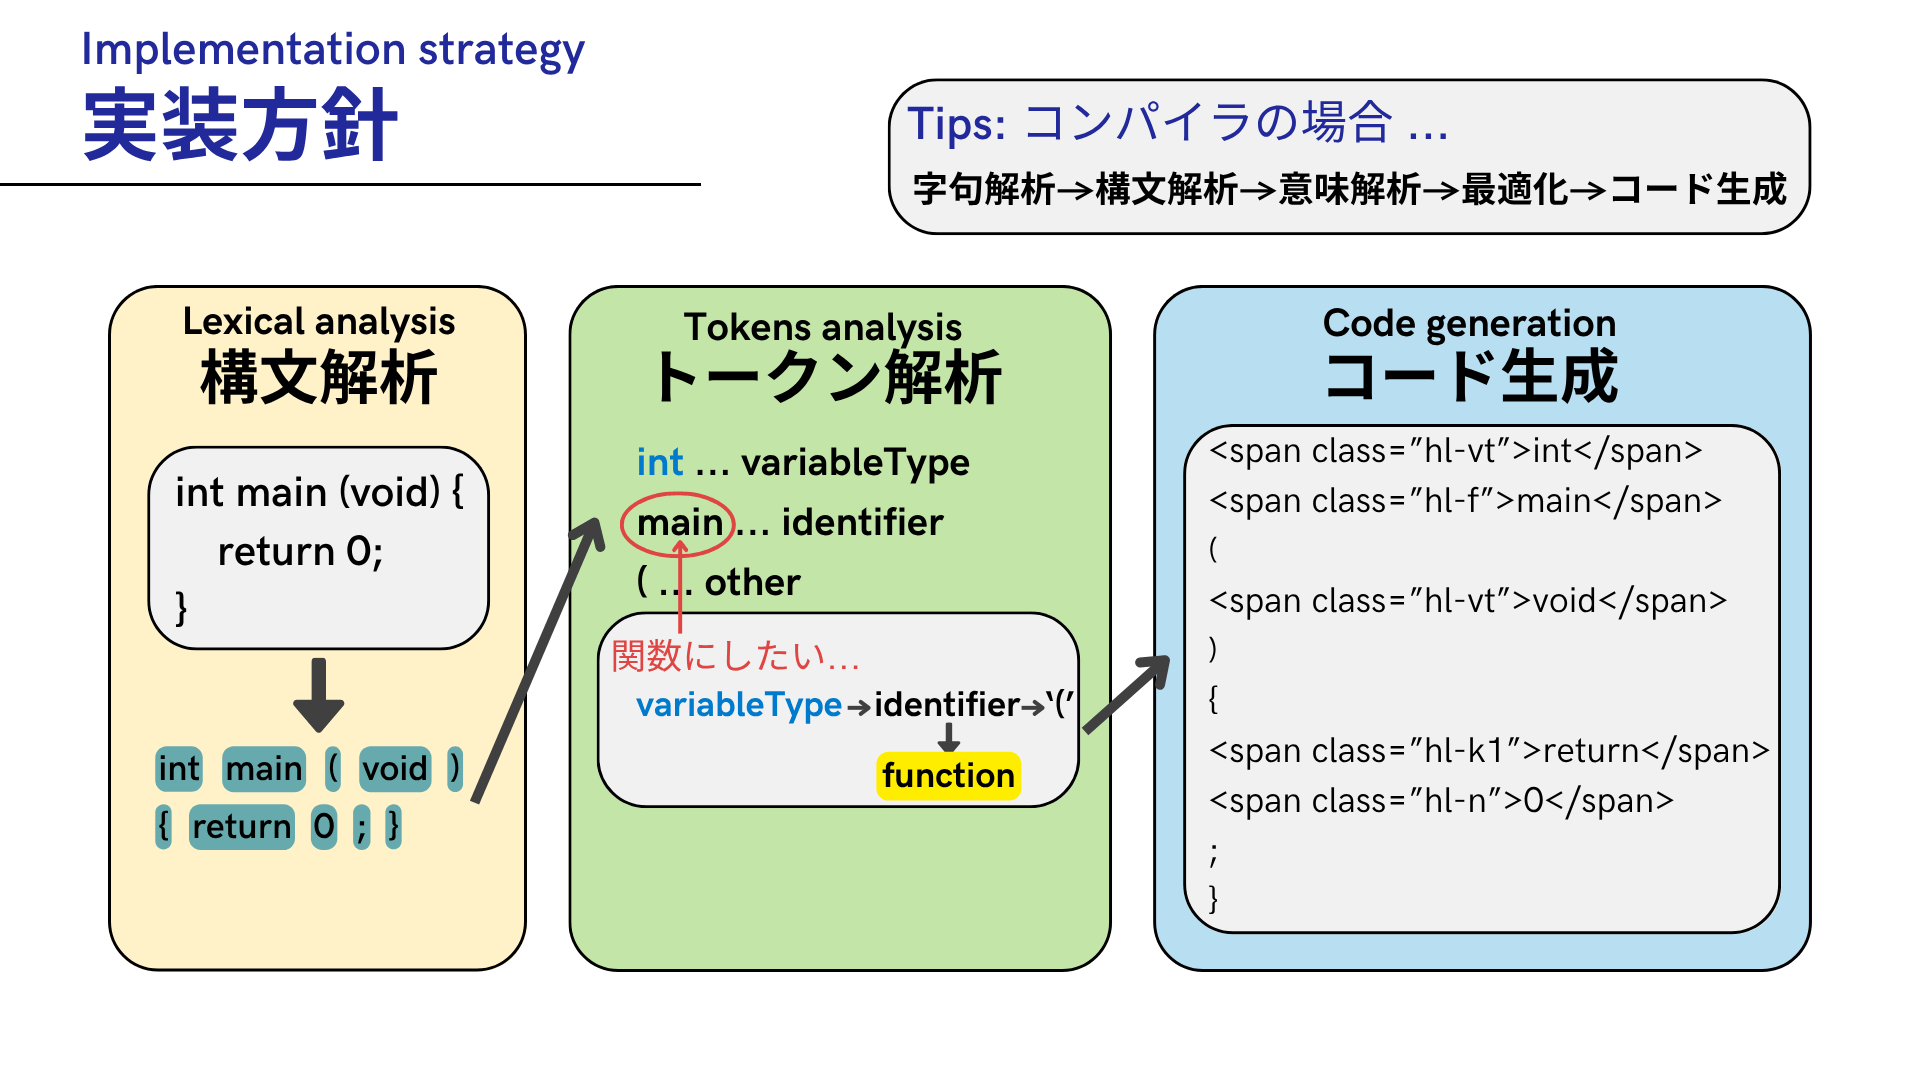 Implementation strategy
実装方針
Tips: コンパイラの場合 ...
字句解析→構文解析→意味解析→最適化→コード生成
Lexical analysis
構文解析
int main (void) {
return 0;
}
int main ( void )
{ return 0 ; }
Tokens analysis
トークン解析
int ... variableType
main ... identifier
( ... other
関数にしたい...
variableType→identifier→‘(’
function
Code generation
コード生成
<span class="hl-vt">int</span>
<span class="hl-f">main</span>
(
<span class="hl-vt">void</span>
)
{
<span class="hl-k1">return</span>
<span class="hl-n">0</span>
;
}